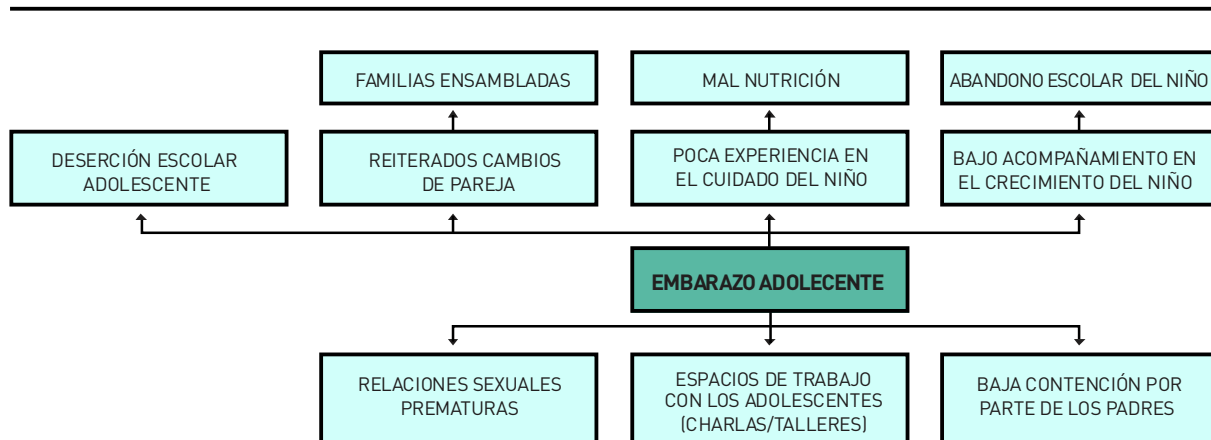 FAMILIAS ENSAMBLADAS
MAL NUTRICIÓN
ABANDONO ESCOLAR DEL NIÑO
DESERCIÓN ESCOLAR
ADOLESCENTE
REITERADOS CAMBIOS
DE PAREJA
POCA EXPERIENCIA EN
EL CUIDADO DEL NIÑO
BAJO ACOMPAÑAMIENTO EN
EL CRECIMIENTO DEL NIÑO
EMBARAZO ADOLECENTE
RELACIONES SEXUALES
PREMATURAS
ESPACIOS DE TRABAJO
CON LOS ADOLESCENTES
(CHARLAS/TALLERES)
BAJA CONTENCIÓN POR
PARTE DE LOS PADRES